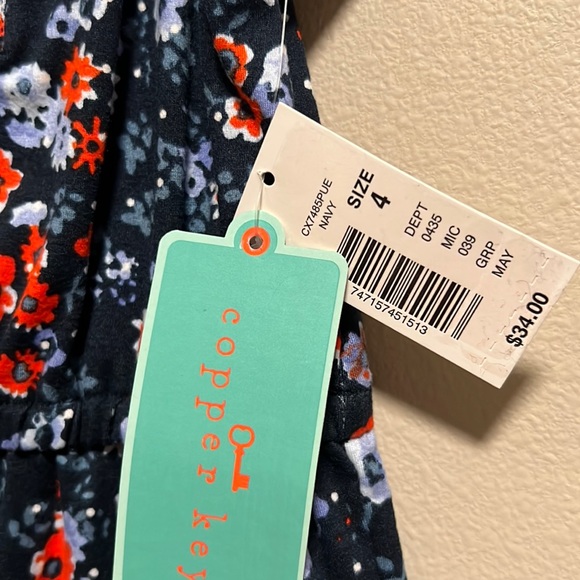 CX7485PUE
NAVY
SIZE
4
DEPT
0435
MIC
039
GRP
MAY
747157451513
$34.00
copper key